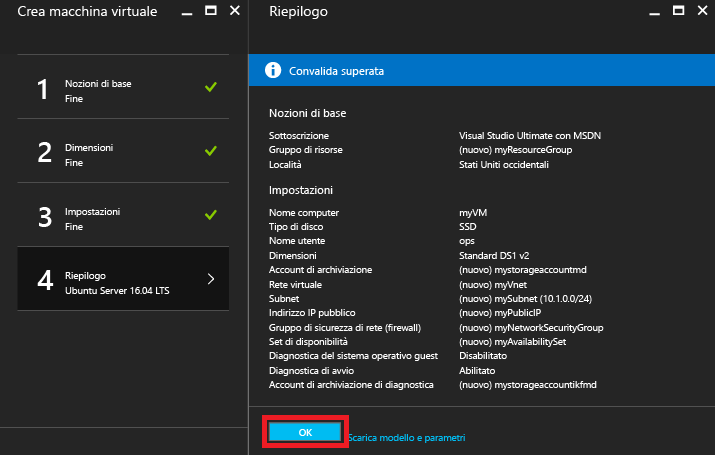 Crea macchina virtuale
1 Nozioni di base
Fine
2 Dimensioni
Fine
3 Impostazioni
Fine
4 Riepilogo
Ubuntu Server 16.04 LTS
Riepilogo
Convalida superata
Nozioni di base
Sottoscrizione Visual Studio Ultimate con MSDN
Gruppo di risorse (nuovo) myResourceGroup
Località Stati Uniti occidentali
Impostazioni
Nome computer myVM
Tipo di disco SSD
Nome utente ops
Dimensioni Standard DS1 v2
Account di archiviazione (nuovo) mystorageaccountmd
Rete virtuale (nuovo) myVnet
Subnet (nuovo) mySubnet (10.1.0.0/24)
Indirizzo IP pubblico (nuovo) myPublicIP
Gruppo di sicurezza di rete (firewall) (nuovo) myNetworkSecurityGroup
Set di disponibilità (nuovo) myAvailabilitySet
Diagnostica del sistema operativo guest Disabilitato
Diagnostica di avvio Abilitato
Account di archiviazione di diagnostica (nuovo) mystorageaccountikfmd
OK
Scarica modello e parametri